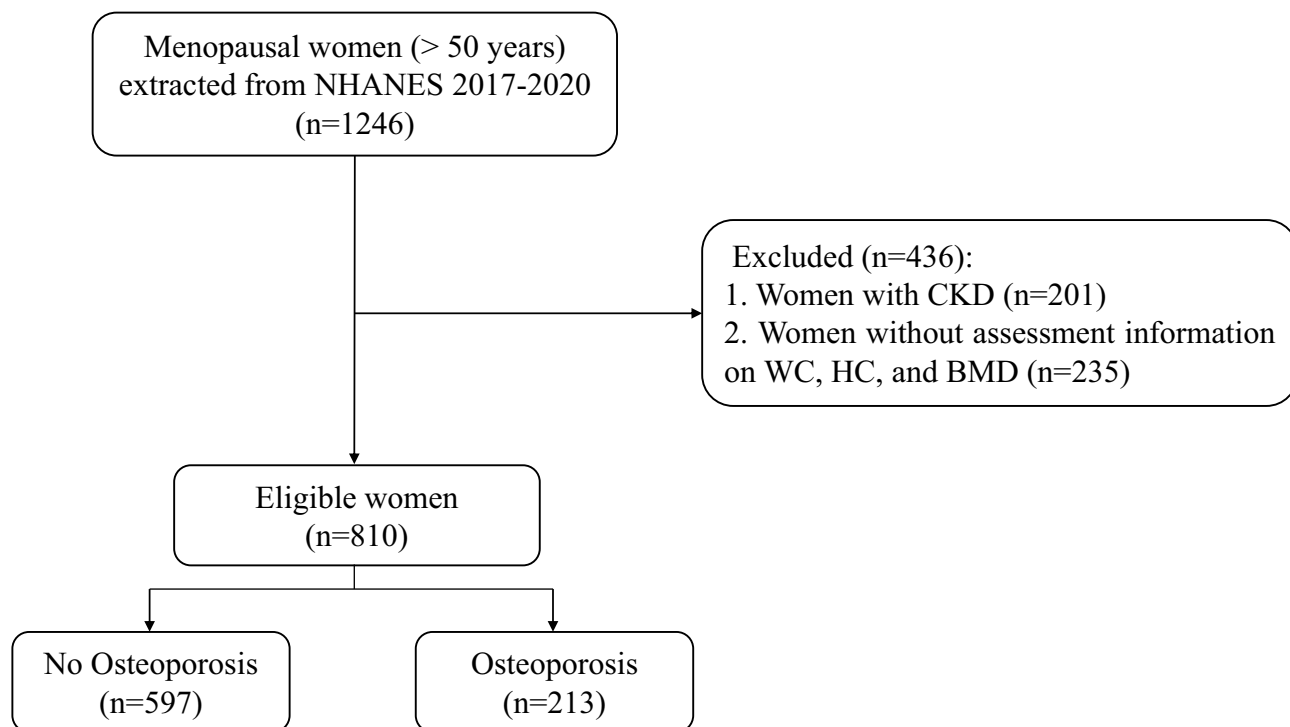 Menopausal women (> 50 years)
extracted from NHANES 2017-2020
(n=1246)
Excluded (n=436):
1. Women with CKD (n=201)
2. Women without assessment information
on WC, HC, and BMD (n=235)
Eligible women
(n=810)
No Osteoporosis
(n=597)
Osteoporosis
(n=213)